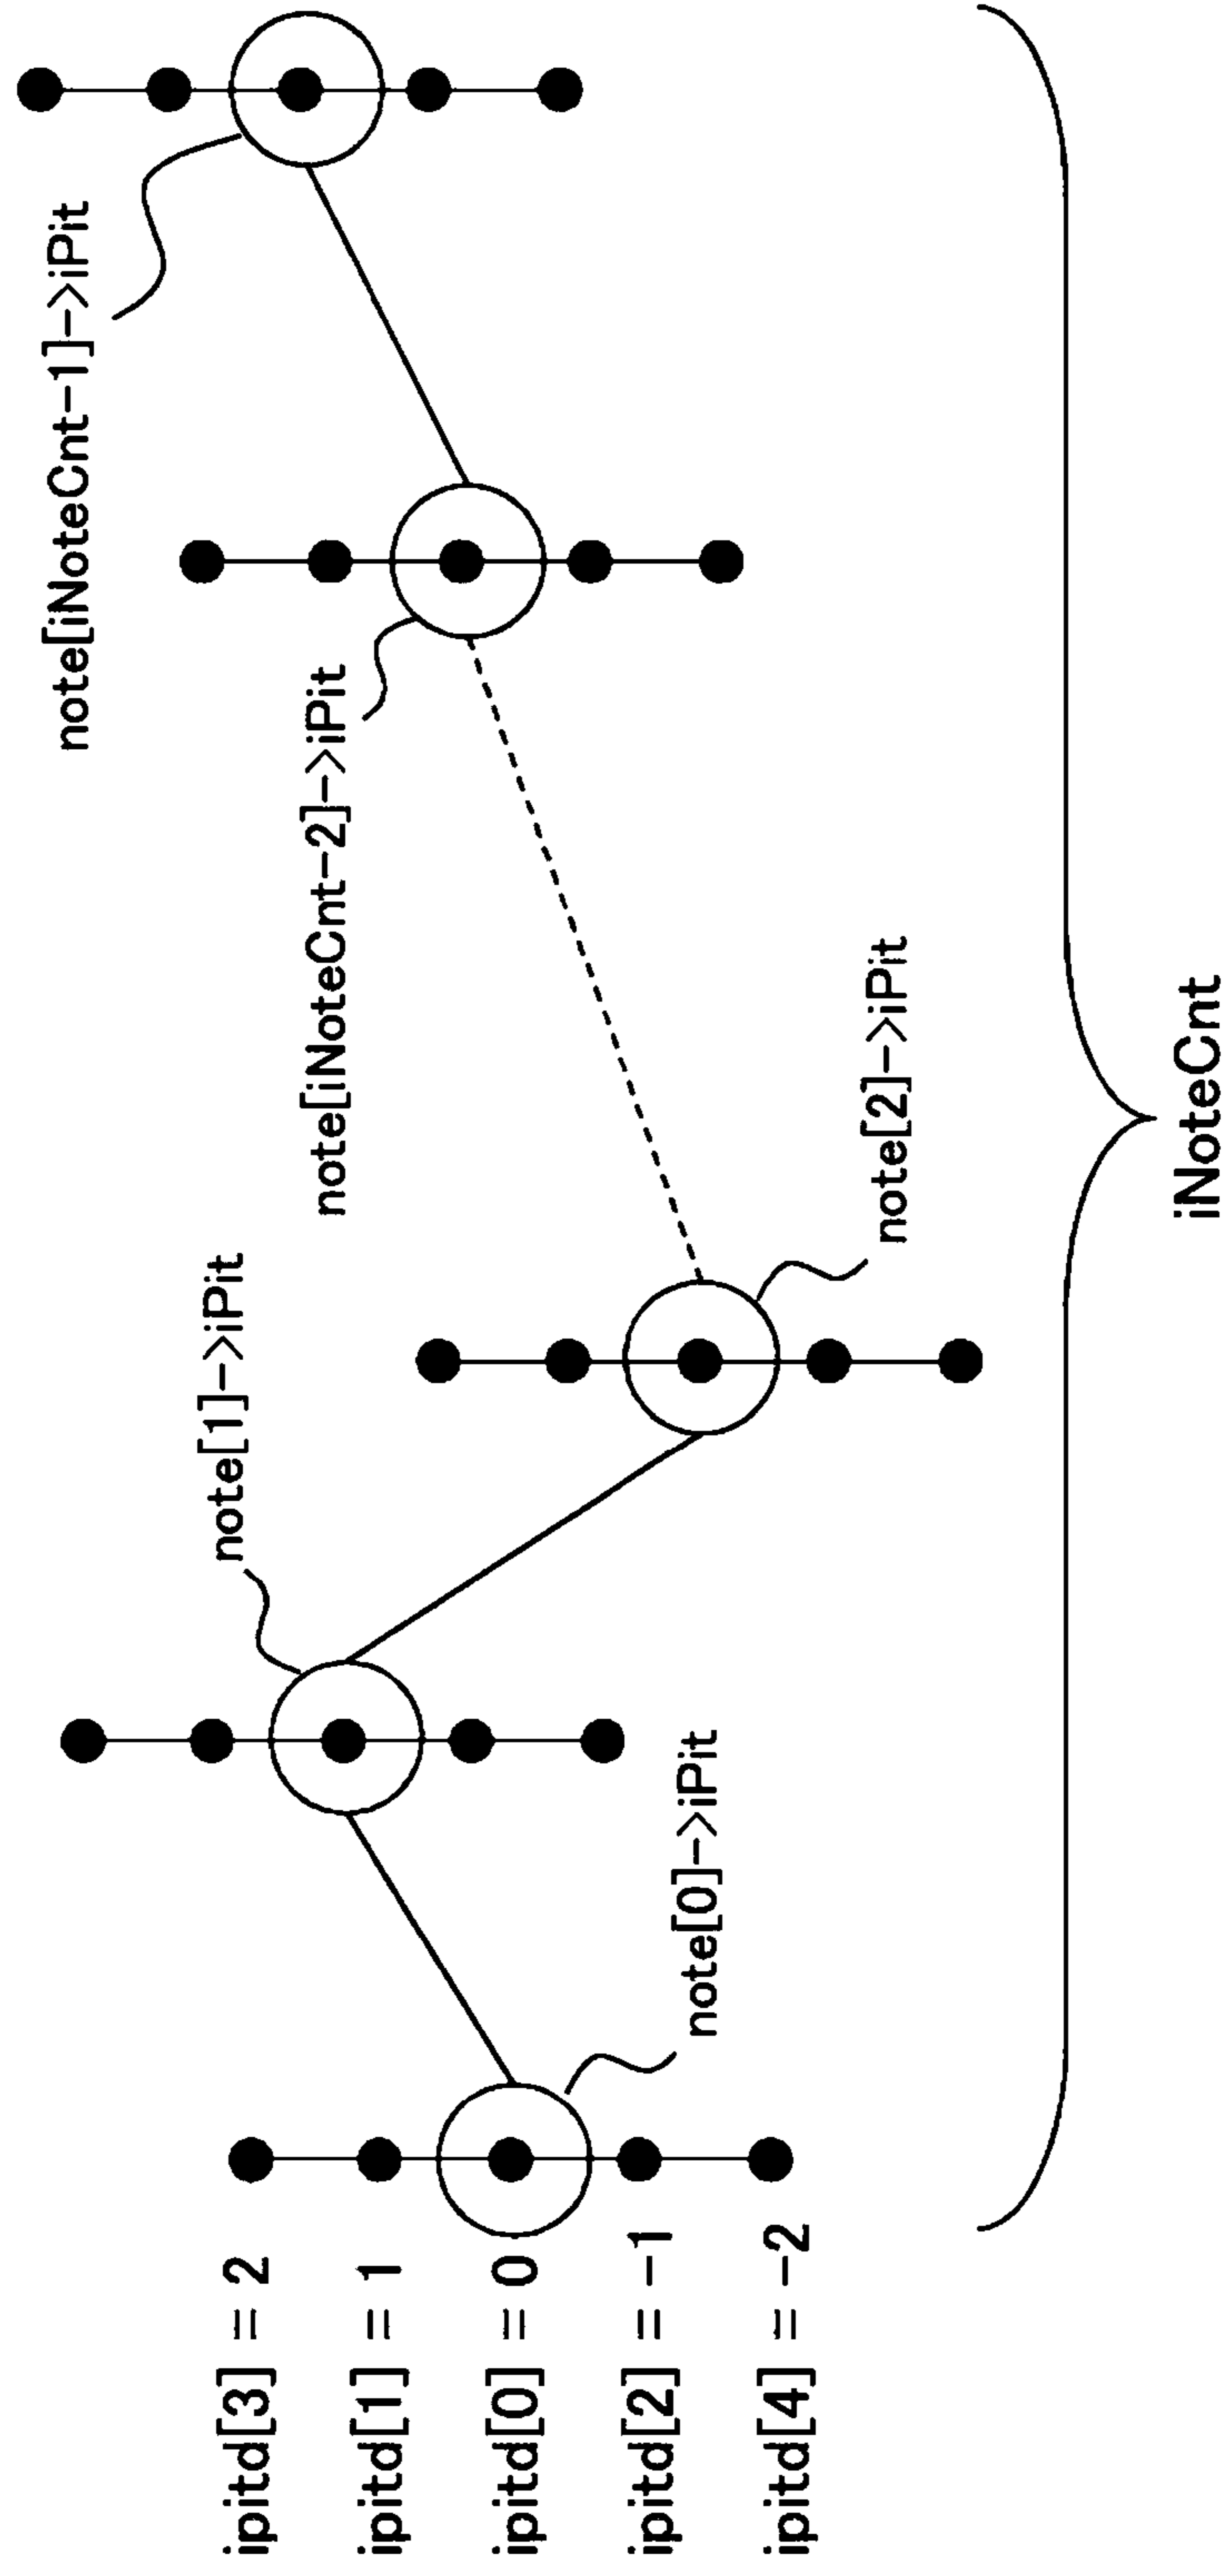 note[iNoteCnt-1]->iPit
note[1]->iPit
note[iNoteCnt-2]->iPit
ipitd[3] = 2
ipitd[1] = 1
ipitd[0] = 0
ipitd[2] = -1
ipitd[4] = -2
note[0]->iPit
note[2]->iPit
iNoteCnt